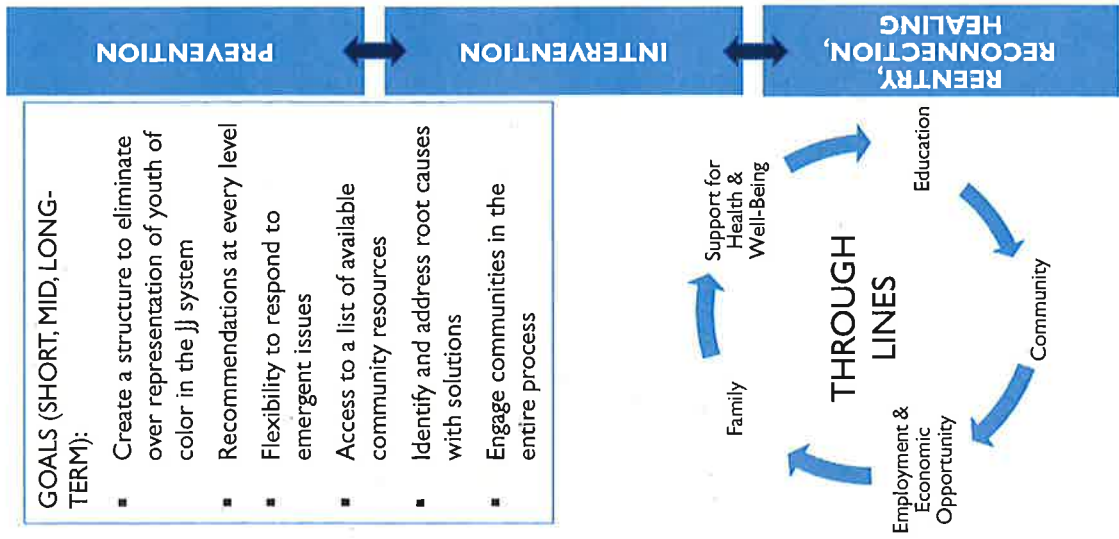 GOALS (SHORT, MID, LONG-
TERM):
▪ Create a structure to eliminate
over representation of youth of
color in the JJ system
▪ Recommendations at every level
▪ Flexibility to respond to
emergent issues
▪ Access to a list of available
community resources
▪ Identify and address root causes
with solutions
▪ Engage communities in the
entire process
PREVENTION
INTERVENTION
REENTRY,
RECONNECTION,
HEALING
THROUGH
LINES
Family
Support for
Health &
Well-Being
Education
Community
Employment &
Economic
Opportunity